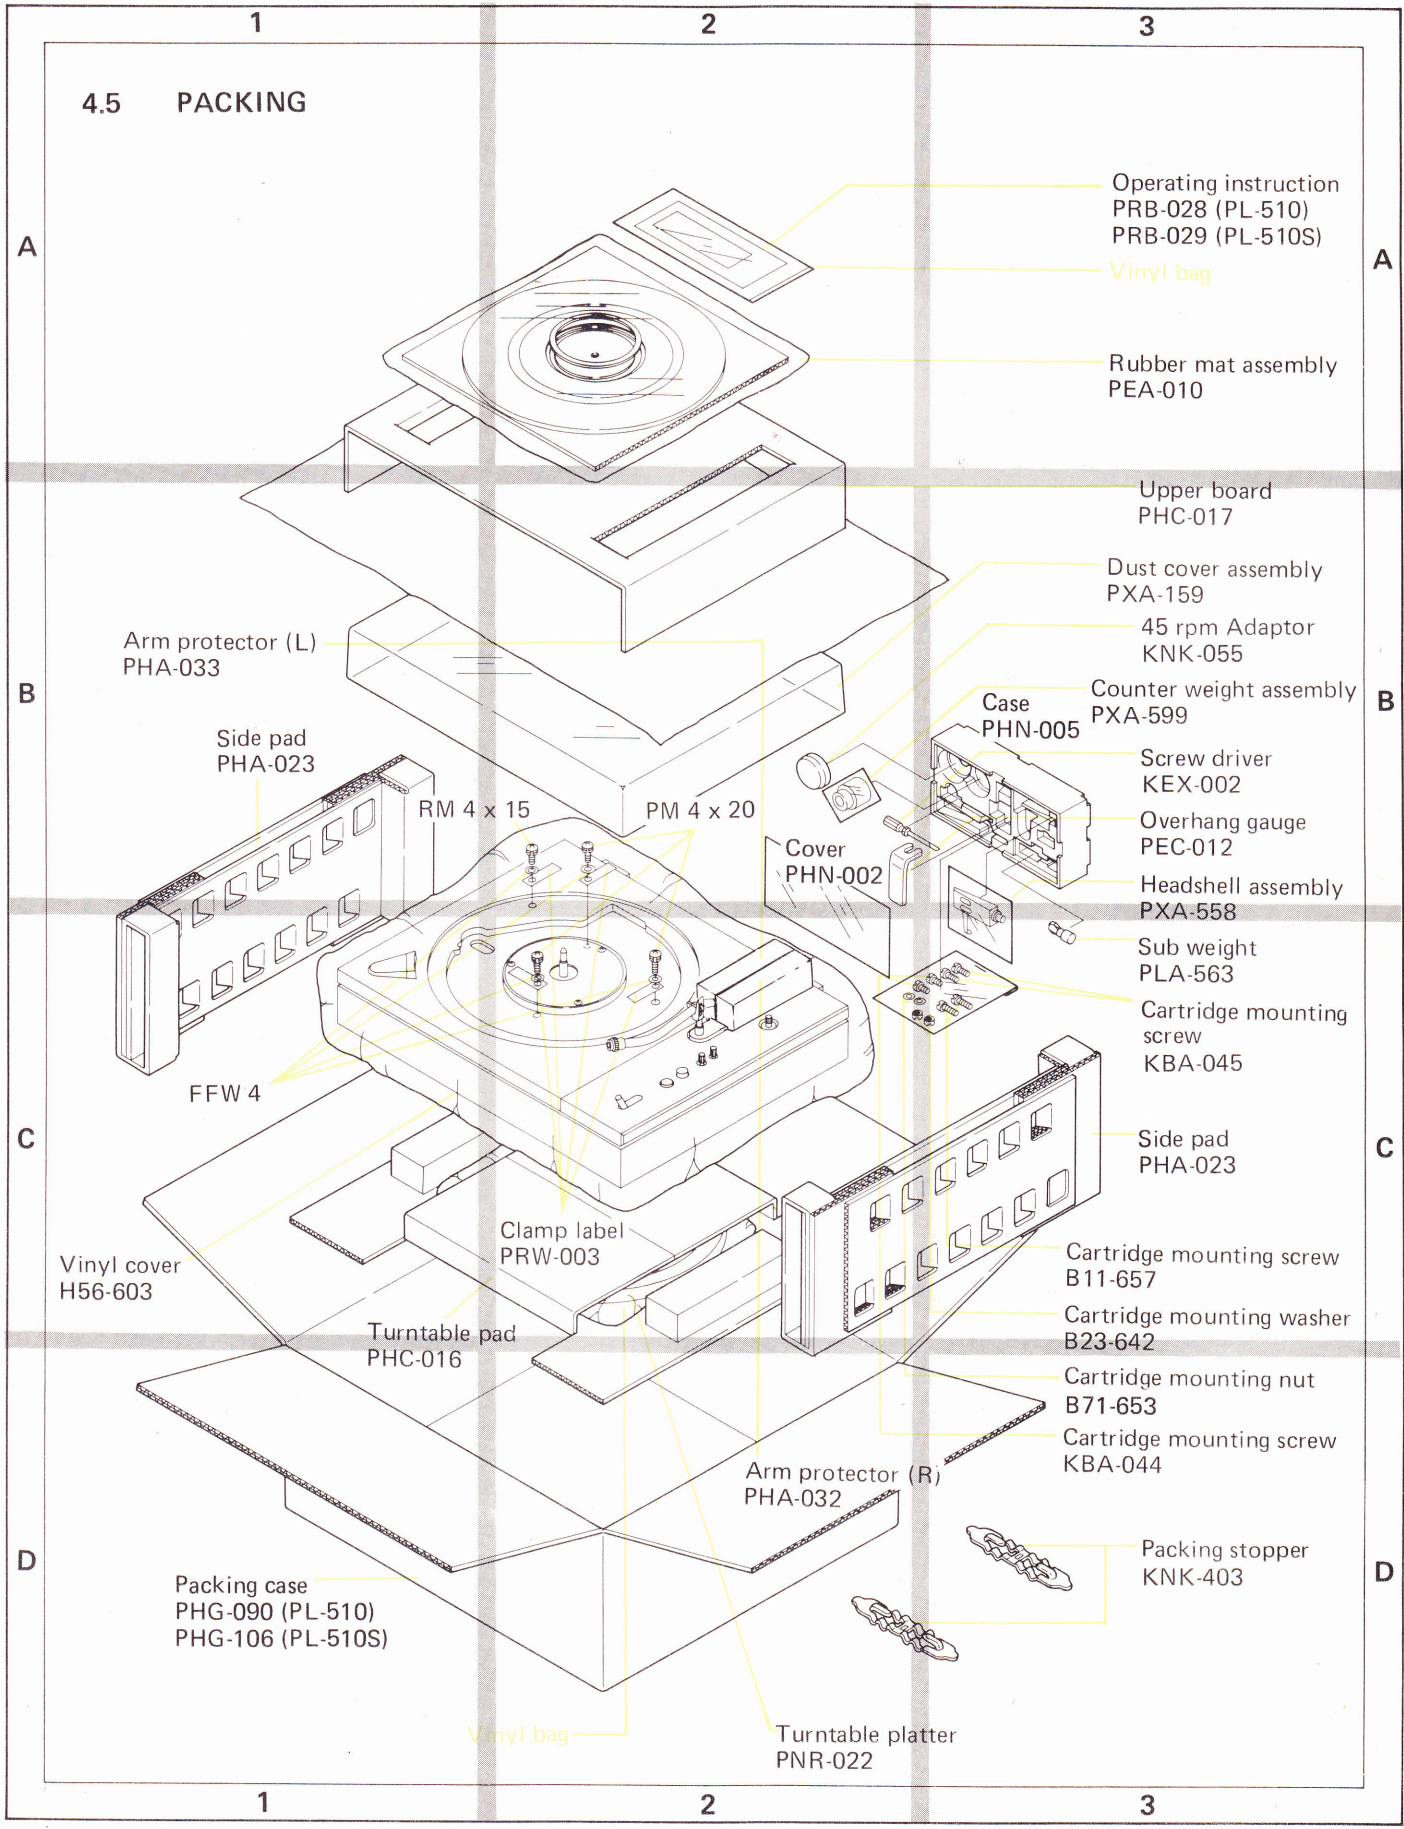 1 2 3
4.5 PACKING
Operating instruction
PRB-028 (PL-510)
PRB-029 (PL-510S)
A A
Vinyl bag
Rubber mat assembly
PEA-010
Upper board
PHC-017
Dust cover assembly
PXA-159
45 rpm Adaptor
KNK-055
Arm protector (L)
PHA-033
B B
Counter weight assembly
PXA-599
Case
PHN-005
Side pad
PHA-023
Screw driver
KEX-002
RM 4 x 15
PM 4 x 20
Overhang gauge
PEC-012
Cover
PHN-002
Headshell assembly
PXA-558
Sub weight
PLA-563
Cartridge mounting
screw
KBA-045
FFW 4
C C
Side pad
PHA-023
Clamp label
PRW-003
Vinyl cover
H56-603
Cartridge mounting screw
B11-657
Cartridge mounting washer
B23-642
Turntable pad
PHC-016
Cartridge mounting nut
B71-653
Cartridge mounting screw
KBA-044
Arm protector (R)
PHA-032
D D
Packing stopper
KNK-403
Packing case
PHG-090 (PL-510)
PHG-106 (PL-510S)
Vinyl bag
Turntable platter
PNR-022
1 2 3